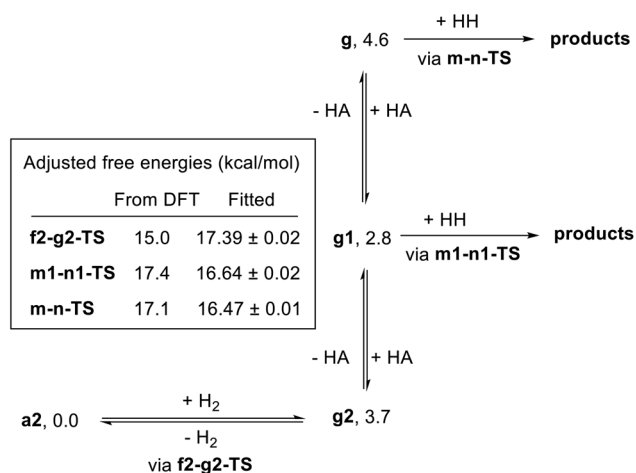 + HH
g, 4.6
products
via m-n-TS
- HA + HA
Adjusted free energies (kcal/mol)
From DFT Fitted
f2-g2-TS 15.0 17.39 ± 0.02
m1-n1-TS 17.4 16.64 ± 0.02
m-n-TS 17.1 16.47 ± 0.01
+ HH
g1, 2.8
products
via m1-n1-TS
- HA + HA
+ H₂
a2, 0.0
g2, 3.7
- H₂
via f2-g2-TS